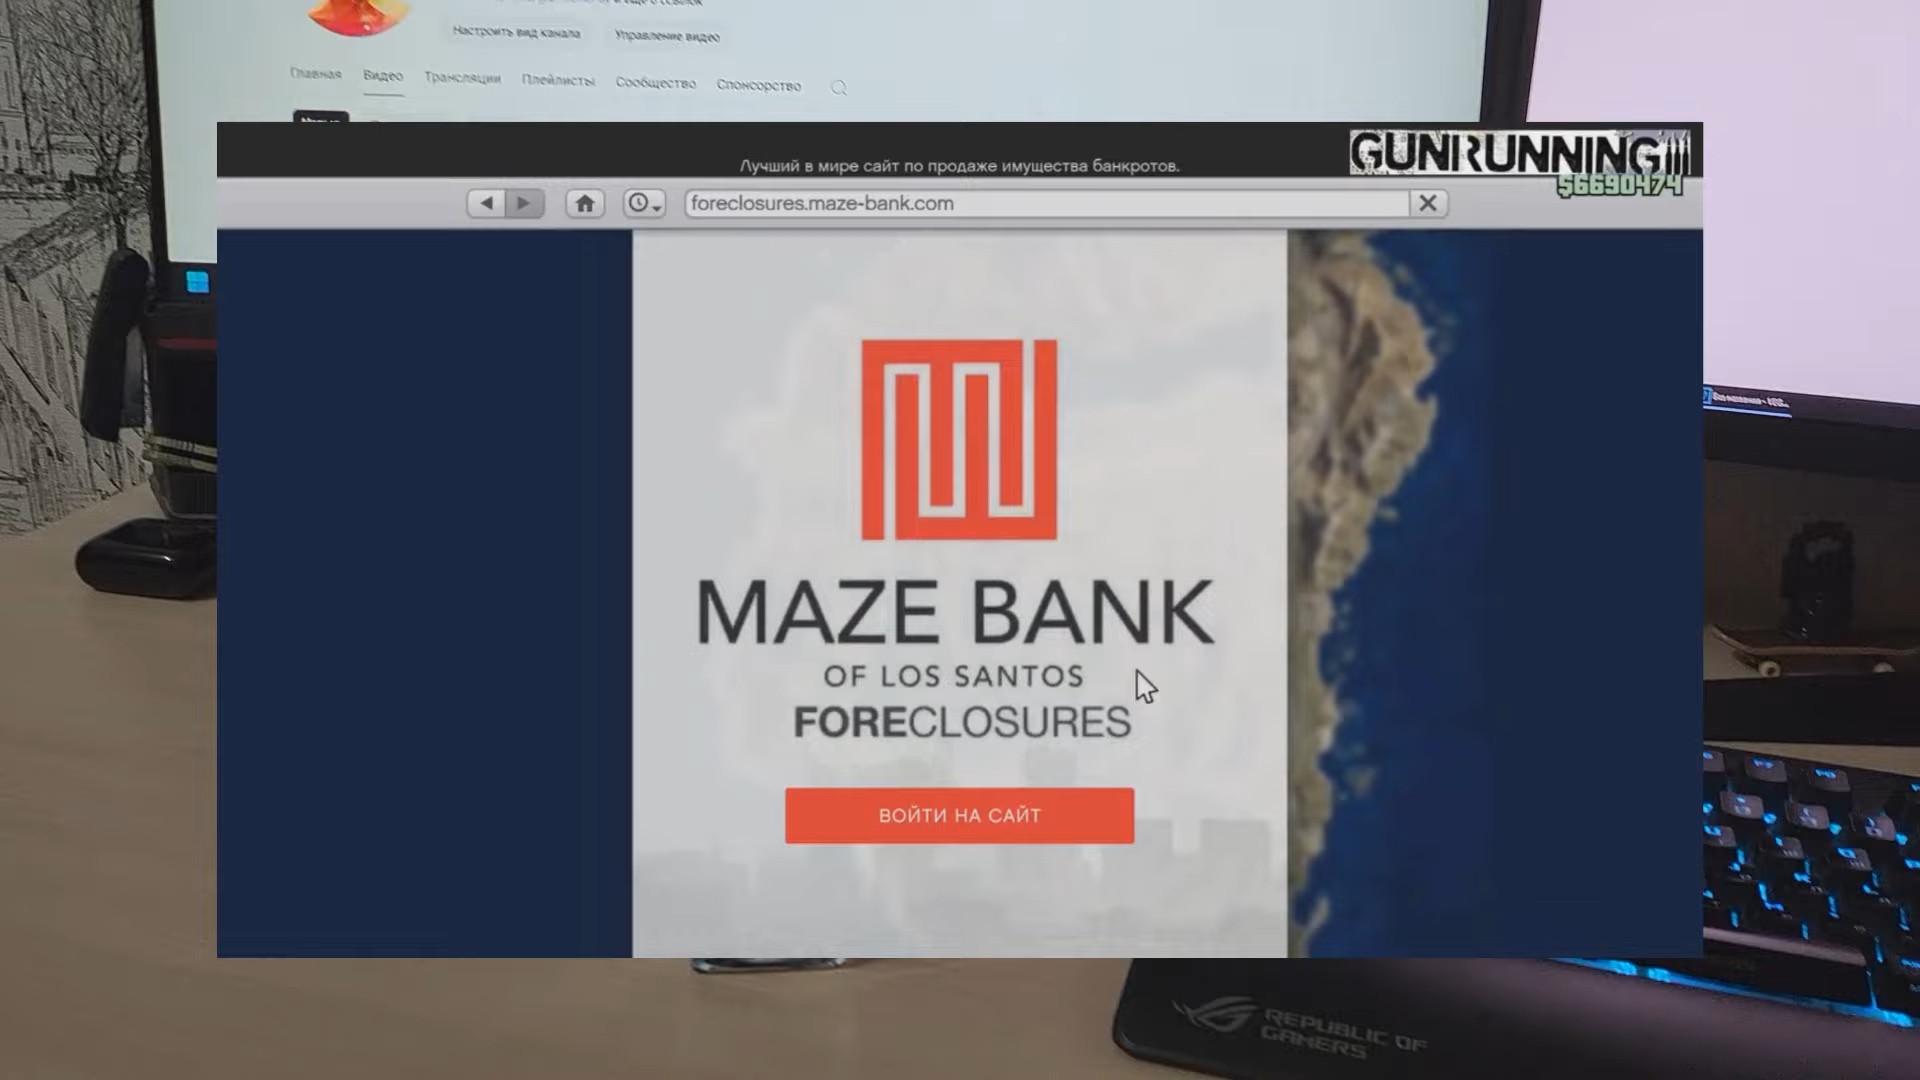 Настроить вид канала
Управление видео
Главная
Видео
Трансляции
Плейлисты
Сообщество
Спонсорство
GUNRUNNING
Лучший в мире сайт по продаже имущества банкротов.
$6690474
foreclosures.maze-bank.com
MAZE BANK
OF LOS SANTOS
FORECLOSURES
ВОЙТИ НА САЙТ
REPUBLIC OF
GAMERS